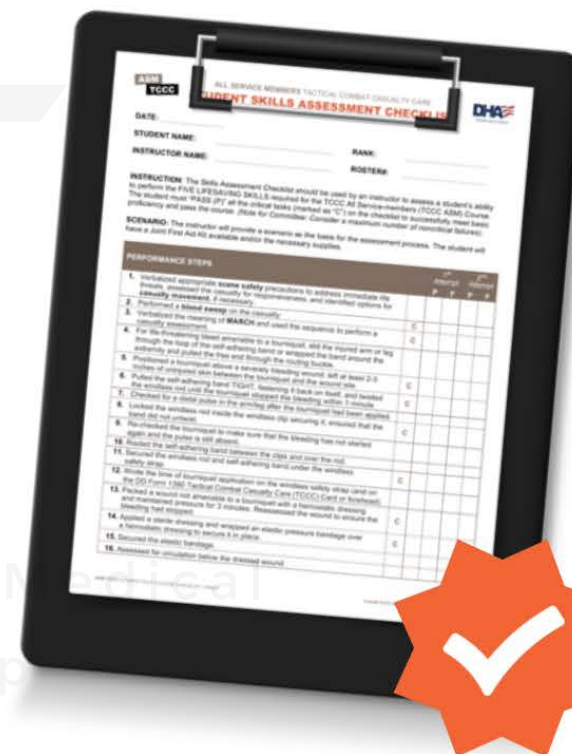 ASM
TCCC
ALL SERVICE MEMBERS TACTICAL COMBAT CASUALTY CARE
STUDENT SKILLS ASSESSMENT CHECKLIST
DHA
DATE:
STUDENT NAME:
RANK:
INSTRUCTOR NAME:
ROSTER#:
INSTRUCTION: The Skills Assessment Checklist should be used by an instructor to assess a student's ability
to perform the FIVE LIFESAVING SKILLS required for the TCCC All Service-members (TCCC ASM) Course.
The student must "PASS (P)" all the critical tasks (marked as "C") on the checklist to successfully meet basic
proficiency and pass the course. (Note for Committee: Consider a maximum number of noncritical failures)
SCENARIO: The instructor will provide a scenario as the basis for the assessment process. The student will
have a Joint First Aid Kit available and/or the necessary supplies.
PERFORMANCE STEPS
1st
Attempt
2nd
Attempt
P F P F
1. Verbalized appropriate scene safety precautions to address immediate life
threats, assessed the casualty for responsiveness, and identified options for
casualty movement, if necessary. C
2. Performed a blood sweep on the casualty. C
3. Verbalized the meaning of MARCH and used the sequence to perform a
casualty assessment.
4. For life-threatening bleed amenable to a tourniquet, slid the injured arm or leg
through the loop of the self-adhering band or wrapped the band around the
extremity and pulled the free end through the routing buckle.
5. Positioned a tourniquet above a severely bleeding wound, left at least 2-3
inches of uninjured skin between the tourniquet and the wound site. C
6. Pulled the self-adhering band TIGHT, fastening it back on itself, and twisted
the windlass rod until the tourniquet stopped the bleeding within 1 minute. C
7. Checked for a distal pulse in the arm/leg after the tourniquet had been applied.
8. Locked the windlass rod inside the windlass clip securing it; ensured that the
band did not unfasten. C
9. Re-checked the tourniquet to make sure that the bleeding has not started
again and the pulse is still absent.
10. Routed the self-adhering band between the clips and over the rod.
11. Secured the windlass rod and self-adhering band under the windlass
safety strap. C
12. Wrote the time of tourniquet application on the windlass safety strap (and on
the DD Form 1380 Tactical Combat Casualty Care (TCCC) Card or forehead).
13. Packed a wound not amenable to a tourniquet with a hemostatic dressing
and maintained pressure for 3 minutes. Reassessed the wound to ensure the
bleeding had stopped. C
14. Applied a sterile dressing and wrapped an elastic pressure bandage over
a hemostatic dressing to secure it in place. C
15. Secured the elastic bandage.
16. Assessed for circulation below the dressed wound.
Medical